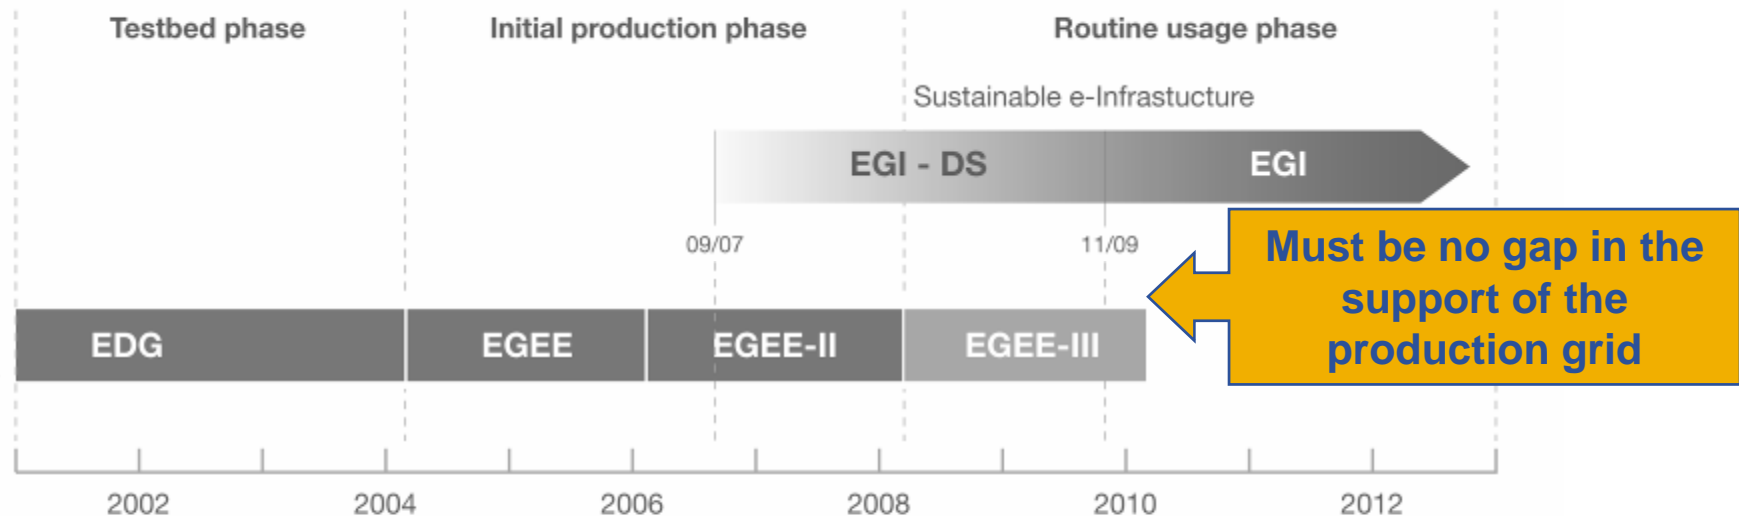 Testbed phase
Initial production phase
Routine usage phase
Sustainable e-Infrastucture
EGI - DS
EGI
09/07
11/09
Must be no gap in the
support of the
production grid
EDG
EGEE
EGEE-II
EGEE-III
2002
2004
2006
2008
2010
2012